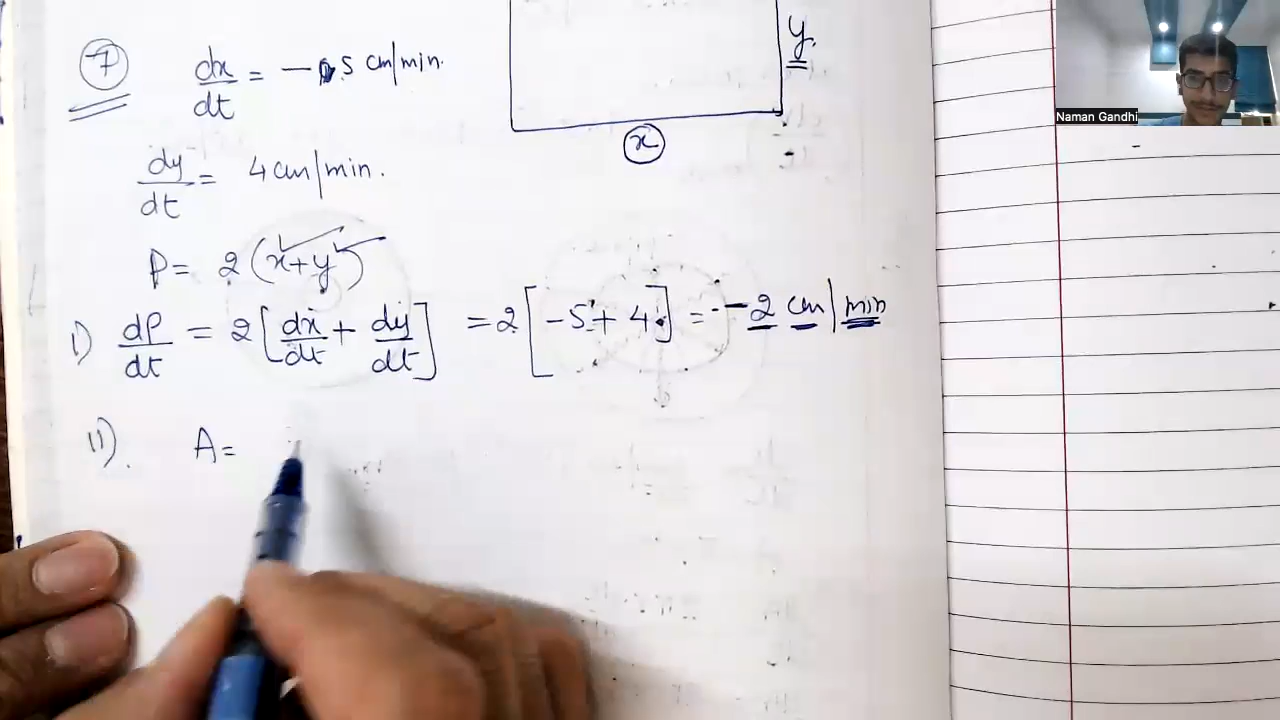 7 dx/dt = - 5 cm/min.
y
x
dy/dt = 4 cm/min.
P = 2 (x+y)
I) dP/dt = 2 [dx/dt + dy/dt] = 2 [-5 + 4] = -2 cm/min
II). A =
Naman Gandhi